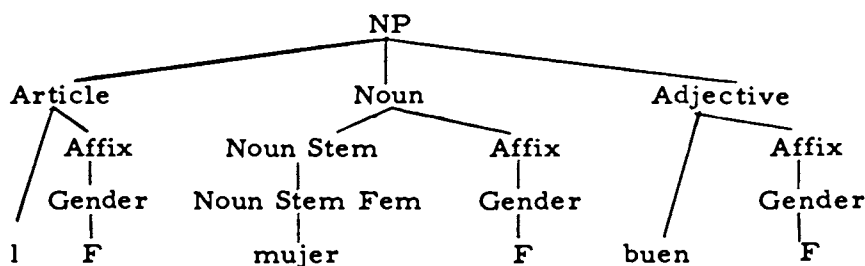 NP
Article Noun Adjective
Affix Noun Stem Affix Affix
Gender Noun Stem Fem Gender Gender
l F mujer F buen F